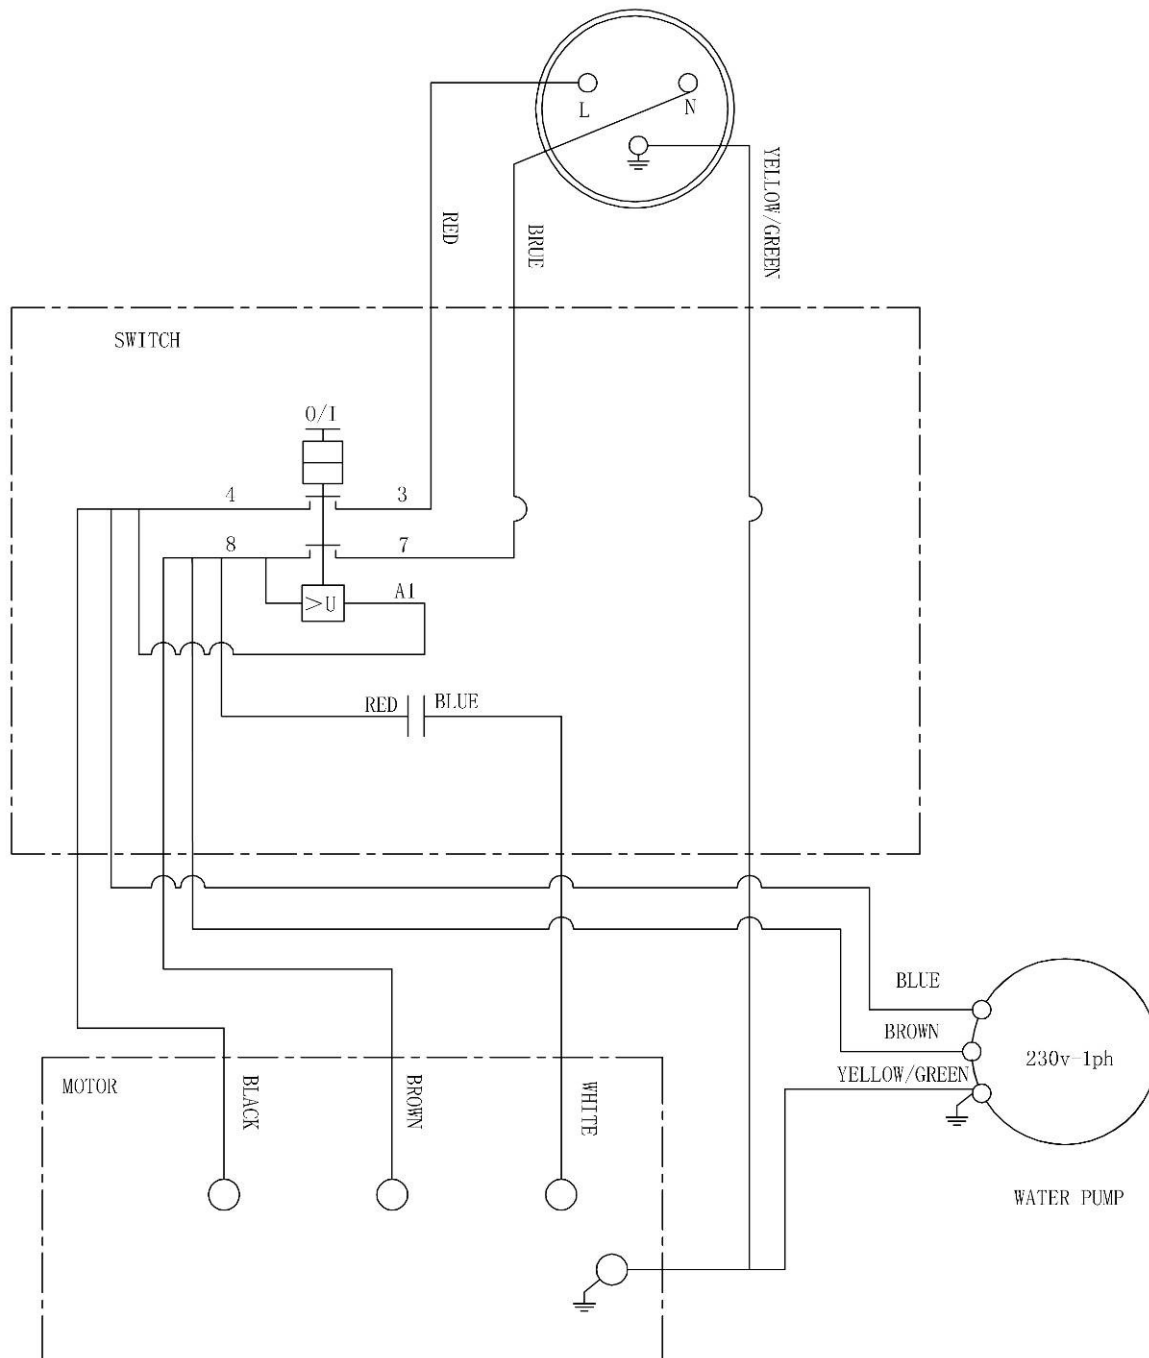 L
N
RED
BRUE
YELLOW/GREEN
SWITCH
O/I
4
3
8
7
>U
A1
RED
BLUE
BLUE
BROWN
230v-1ph
YELLOW/GREEN
MOTOR
BLACK
BROWN
WHITE
WATER PUMP